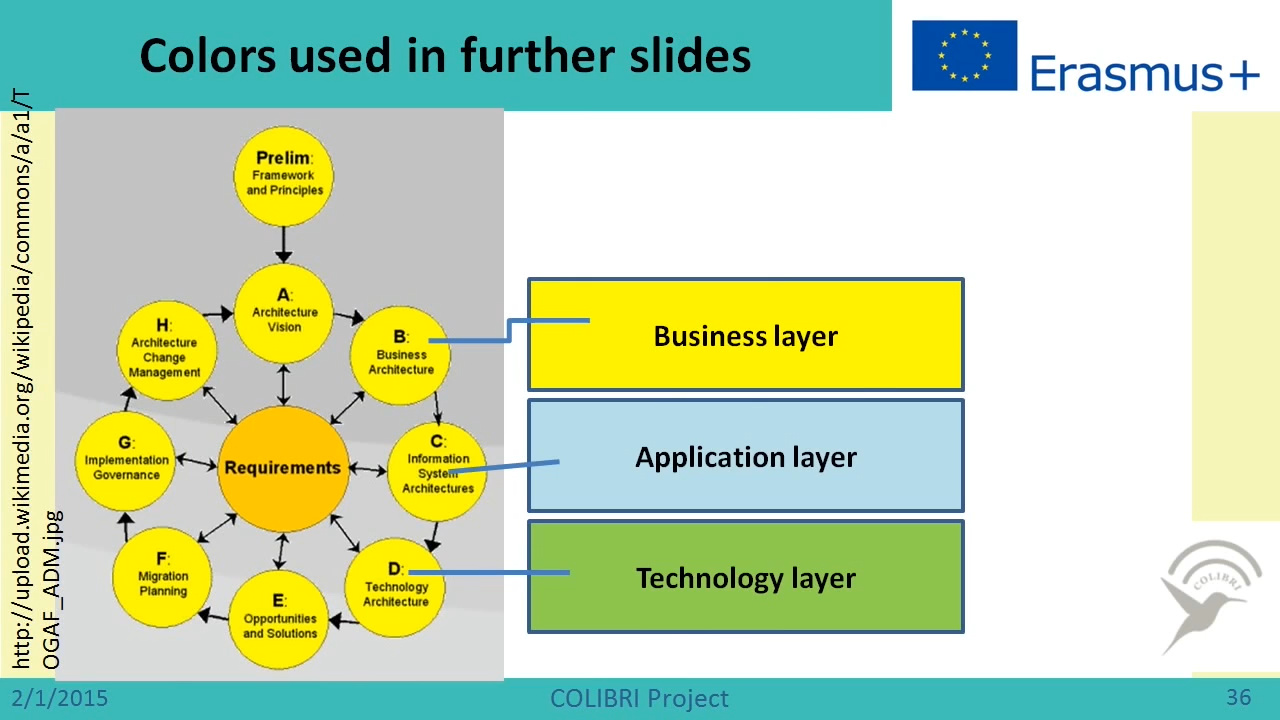 Colors used in further slides
Erasmus+
http://upload.wikimedia.org/wikipedia/commons/a/a1/T
OGAF_ADM.jpg
Prelim:
Framework
and Principles
A:
Architecture
Vision
B:
Business
Architecture
C:
Information
System
Architectures
D:
Technology
Architecture
E:
Opportunities
and Solutions
F:
Migration
Planning
G:
Implementation
Governance
H:
Architecture
Change
Management
Requirements
Business layer
Application layer
Technology layer
COLIBRI
2/1/2015
COLIBRI Project
36